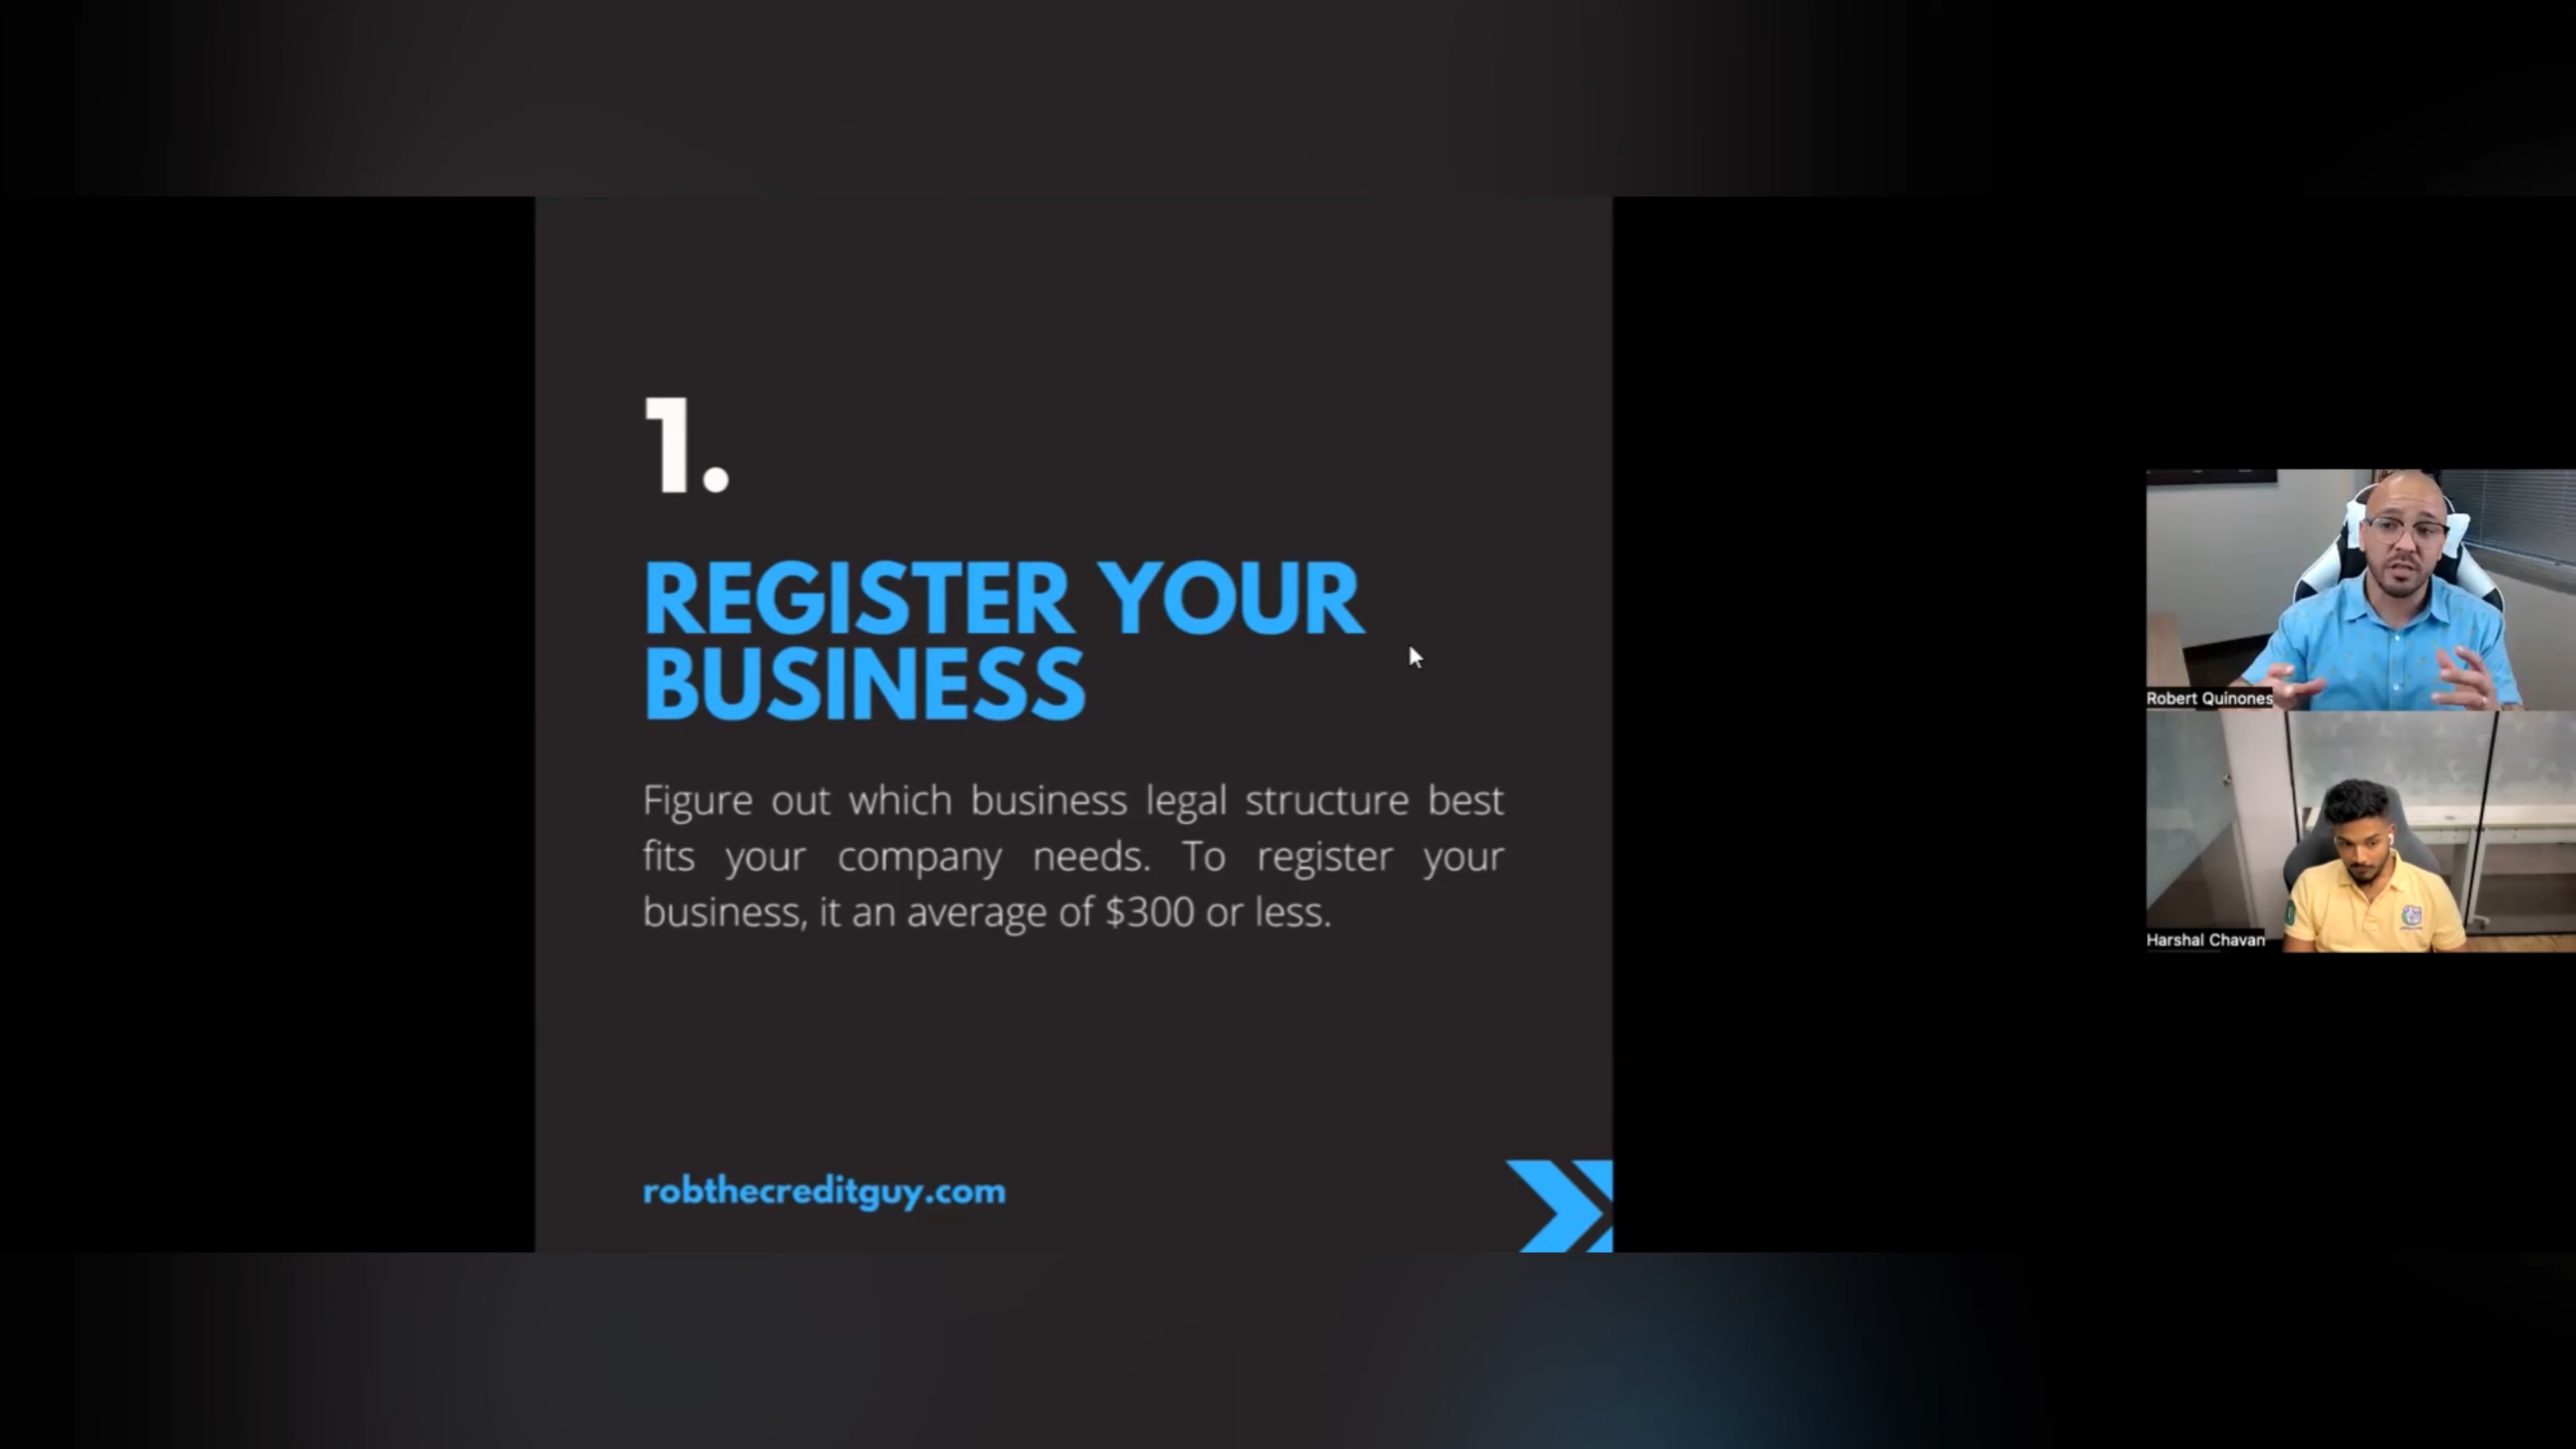 1.
REGISTER YOUR
BUSINESS
Figure out which business legal structure best
fits your company needs. To register your
business, it an average of $300 or less.
robthecreditguy.com
Robert Quinones
Harshal Chavan